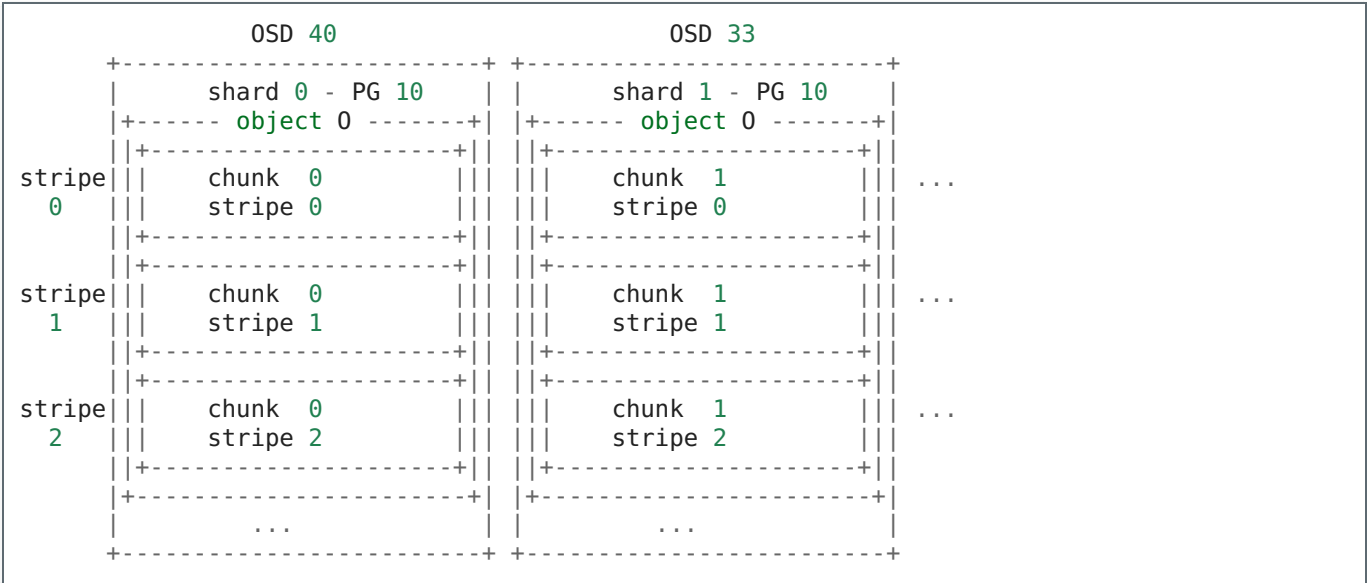 OSD 40                       OSD 33
      +-------------------------+ +-------------------------+
      |      shard 0 - PG 10    | |      shard 1 - PG 10    |
      |+------ object O -------+| |+------ object O -------+|
      ||+---------------------+|| ||+---------------------+||
stripe|||    chunk  0         ||| |||    chunk  1         ||| ...
  0   |||    stripe 0         ||| |||    stripe 0         |||
      ||+---------------------+|| ||+---------------------+||
      ||+---------------------+|| ||+---------------------+||
stripe|||    chunk  0         ||| |||    chunk  1         ||| ...
  1   |||    stripe 1         ||| |||    stripe 1         |||
      ||+---------------------+|| ||+---------------------+||
      ||+---------------------+|| ||+---------------------+||
stripe|||    chunk  0         ||| |||    chunk  1         ||| ...
  2   |||    stripe 2         ||| |||    stripe 2         |||
      ||+---------------------+|| ||+---------------------+||
      |+-----------------------+| |+-----------------------+|
      |         ...             | |         ...             |
      +-------------------------+ +-------------------------+